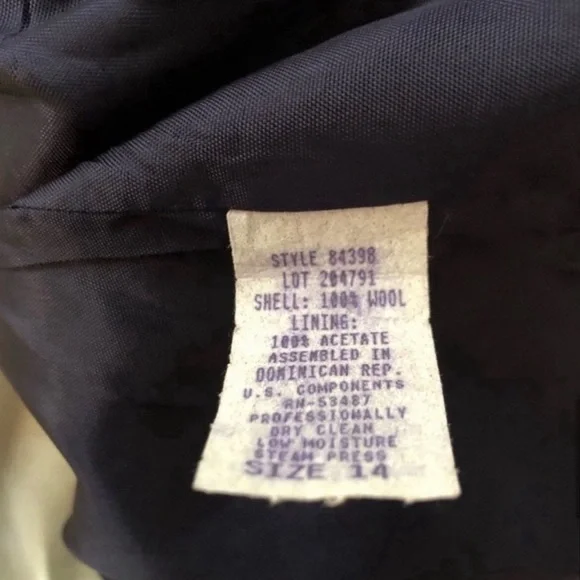 STYLE 84398
LOT 204791
SHELL: 100% WOOL
LINING:
100% ACETATE
ASSEMBLED IN
DOMINICAN REP.
U.S. COMPONENTS
RN-53487
PROFESSIONALLY
DRY CLEAN
LOW MOISTURE
STEAM PRESS
SIZE 14